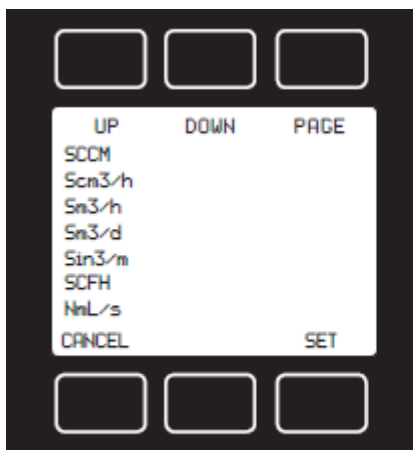 UP DOWN PAGE
SCCM
Scm3/h
Sm3/h
Sm3/d
Sin3/m
SCFH
NmL/s
CANCEL SET